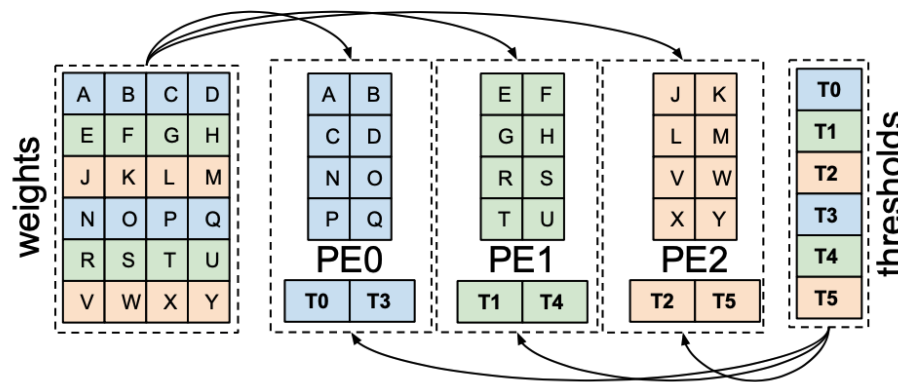 weights
A B C D
E F G H
J K L M
N O P Q
R S T U
V W X Y
A B
C D
N O
P Q
PE0
T0 T3
E F
G H
R S
T U
PE1
T1 T4
J K
L M
V W
X Y
PE2
T2 T5
T0
T1
T2
T3
T4
T5
thresholds